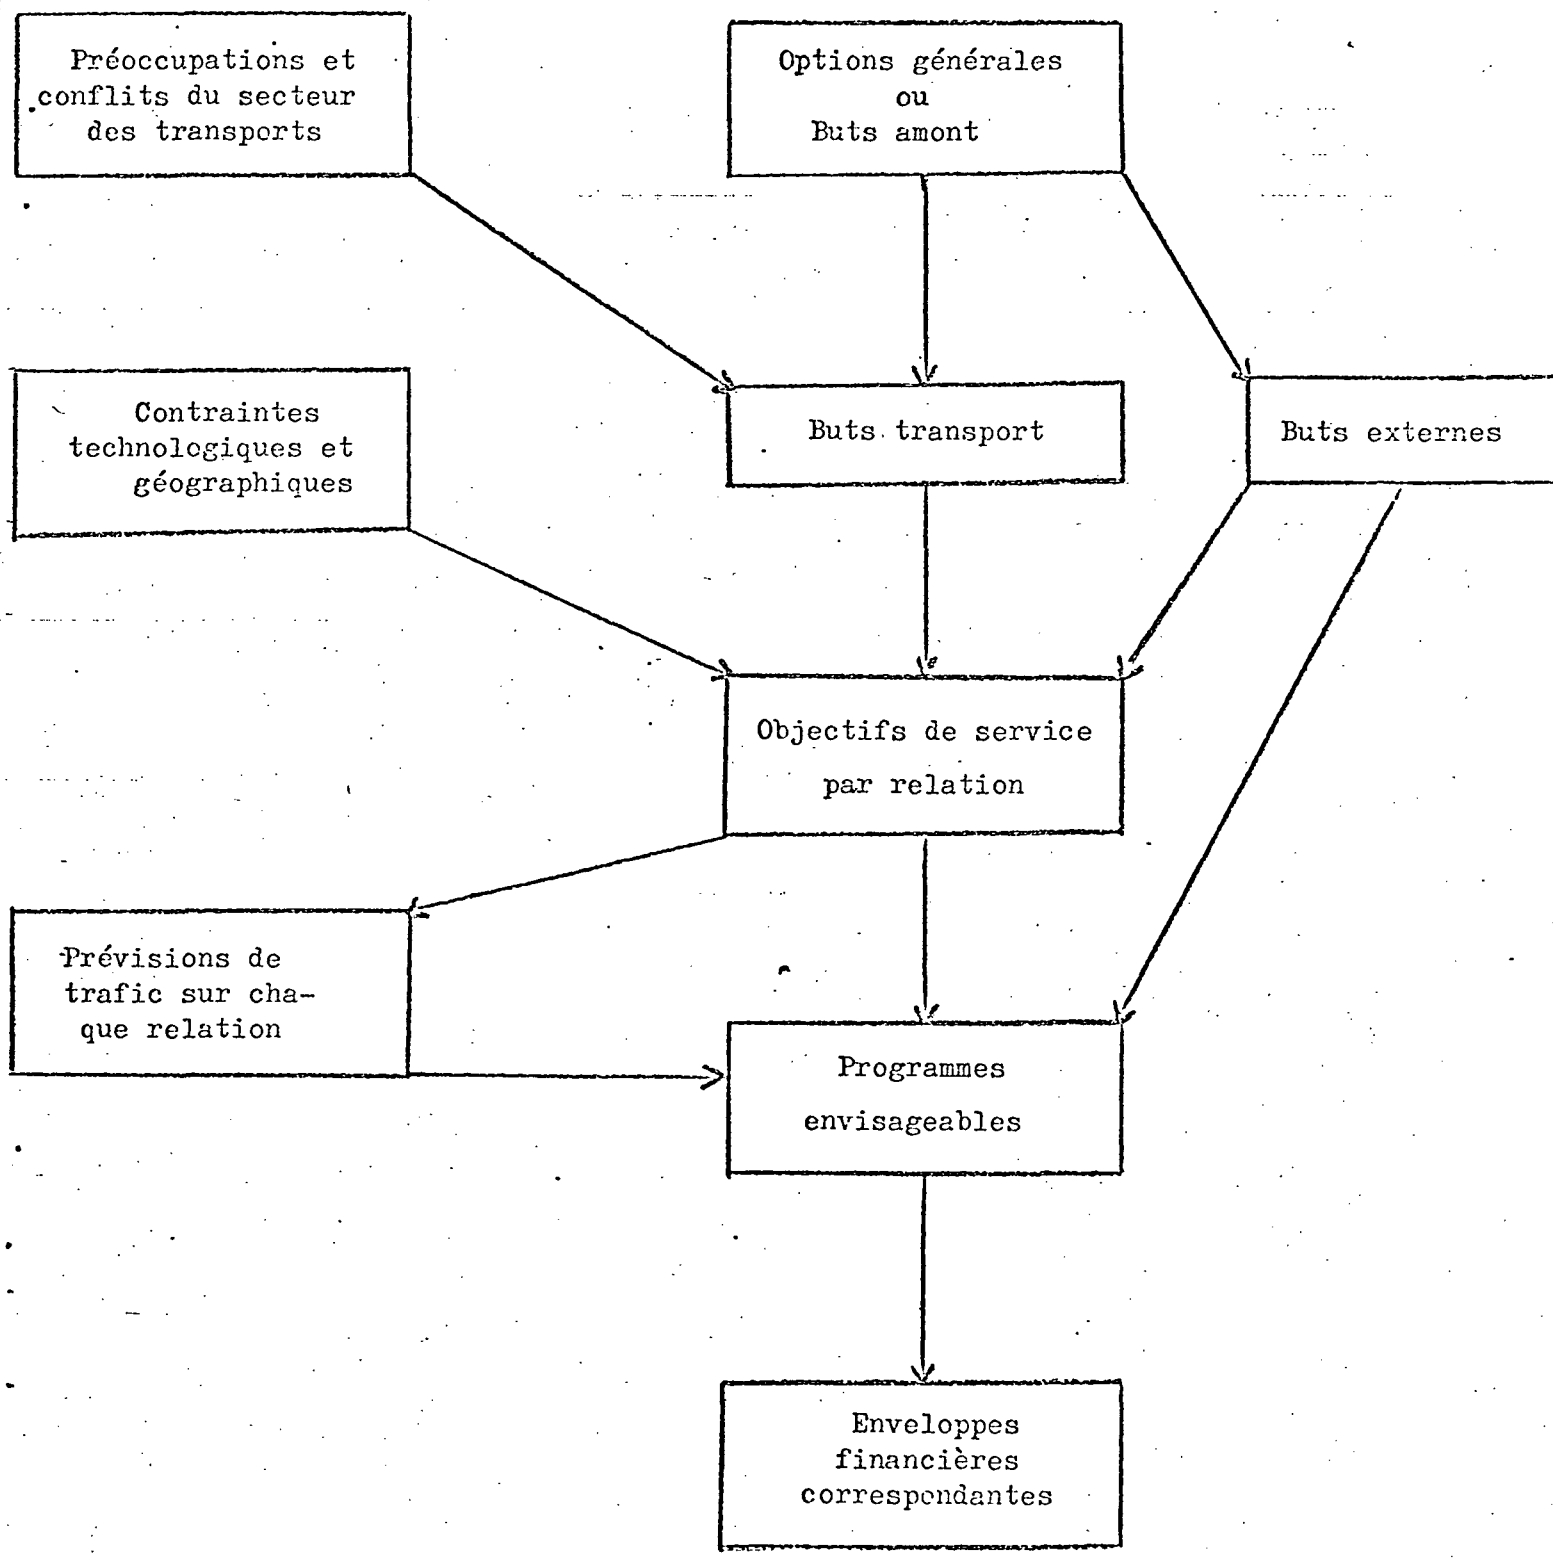 Préoccupations et
conflits du secteur
des transports
Options générales
ou
Buts amont
Contraintes
technologiques et
géographiques
Buts transport
Buts externes
Objectifs de service
par relation
Prévisions de
trafic sur cha-
que relation
Programmes
envisageables
Enveloppes
financières
correspondantes